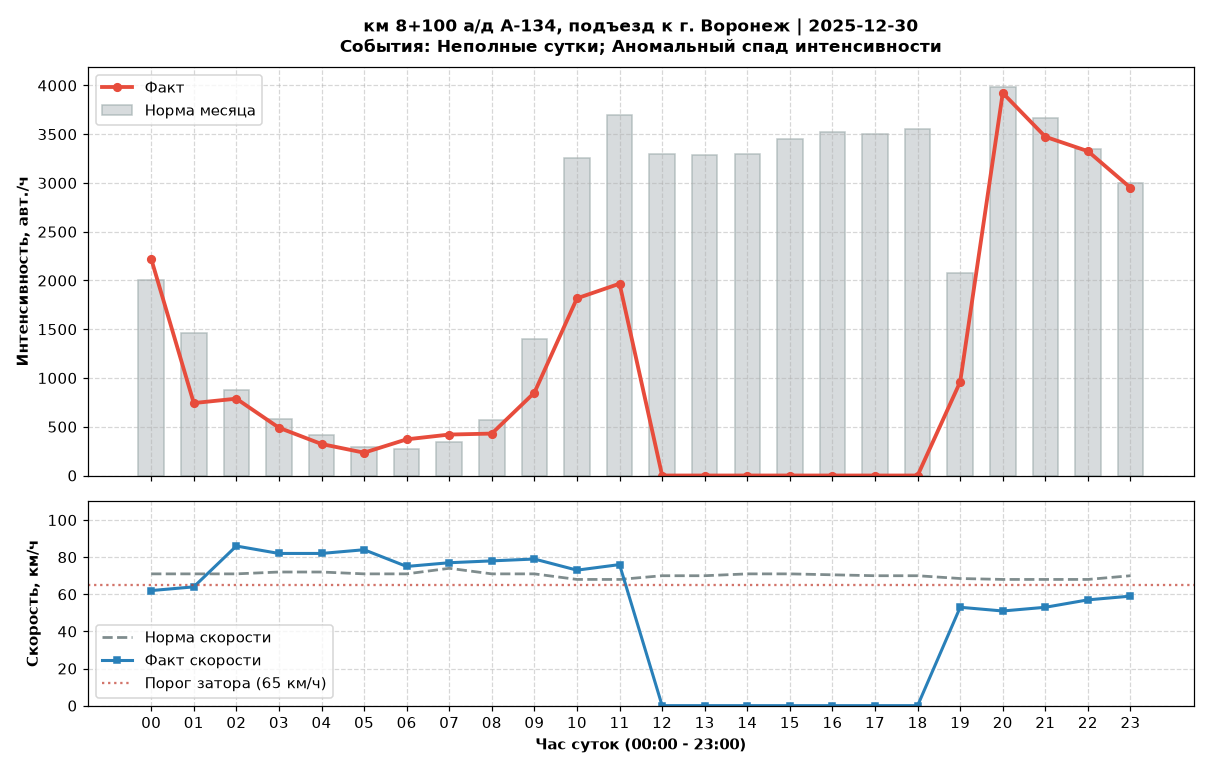 км 8+100 а/д А-134, подъезд к г. Воронеж | 2025-12-30
События: Неполные сутки; Аномальный спад интенсивности
Факт
Норма месяца
Интенсивность, авт./ч
4000
3500
3000
2500
2000
1500
1000
500
0
Скорость, км/ч
100
80
60
40
20
0
Норма скорости
Факт скорости
Порог затора (65 км/ч)
00 01 02 03 04 05 06 07 08 09 10 11 12 13 14 15 16 17 18 19 20 21 22 23
Час суток (00:00 - 23:00)